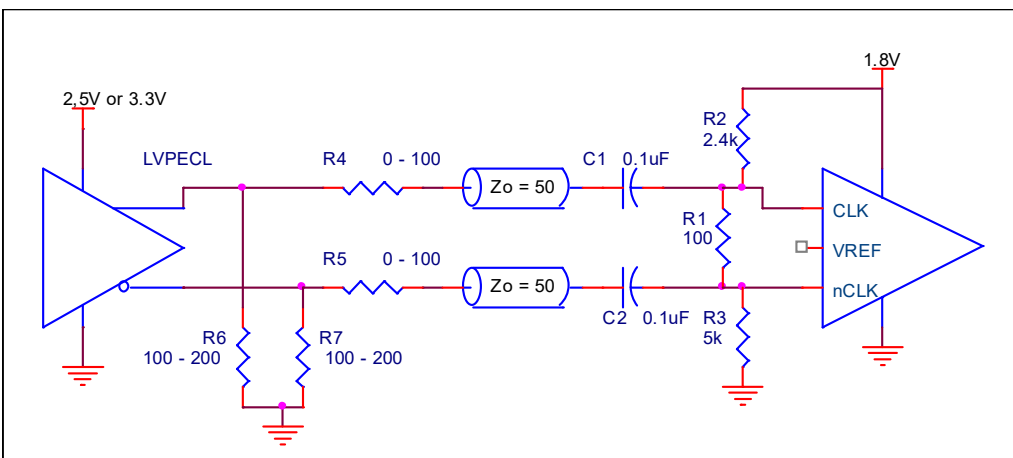 1.8V
2,5V or 3.3V
R2
2.4k
LVPECL
R4 0 - 100
C1 0.1uF
Zo = 50
CLK
R1
100
VREF
R5 0 - 100
Zo = 50
nCLK
C2 0.1uF
R3
5k
R6
100 - 200
R7
100 - 200